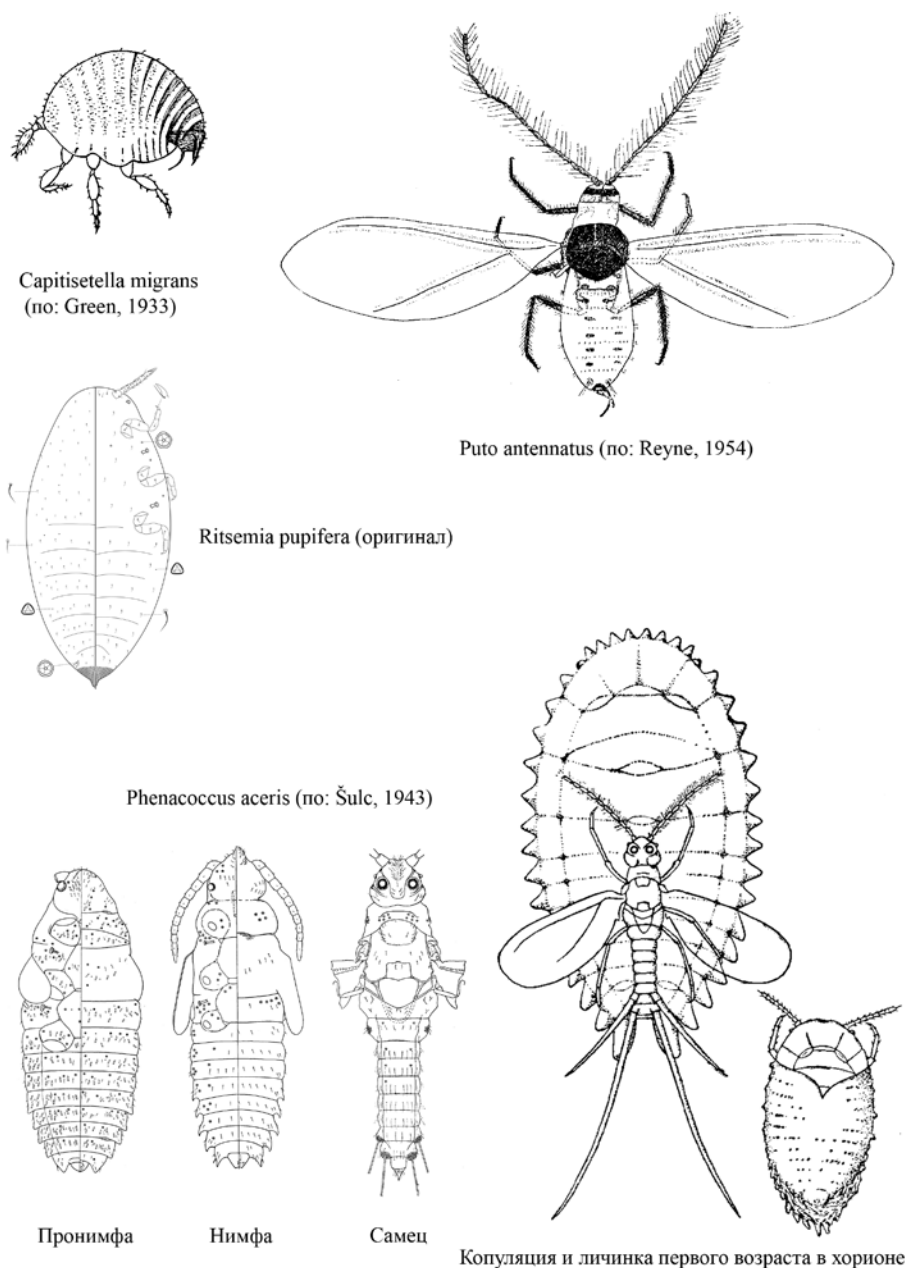 Capitisetella migrans
(по: Green, 1933)
Puto antennatus (по: Reyne, 1954)
Ritsemia pupifera (оригинал)
Phenacoccus aceris (по: Šulc, 1943)
Пронимфа
Нимфа
Самец
Копуляция и личинка первого возраста в хорионе